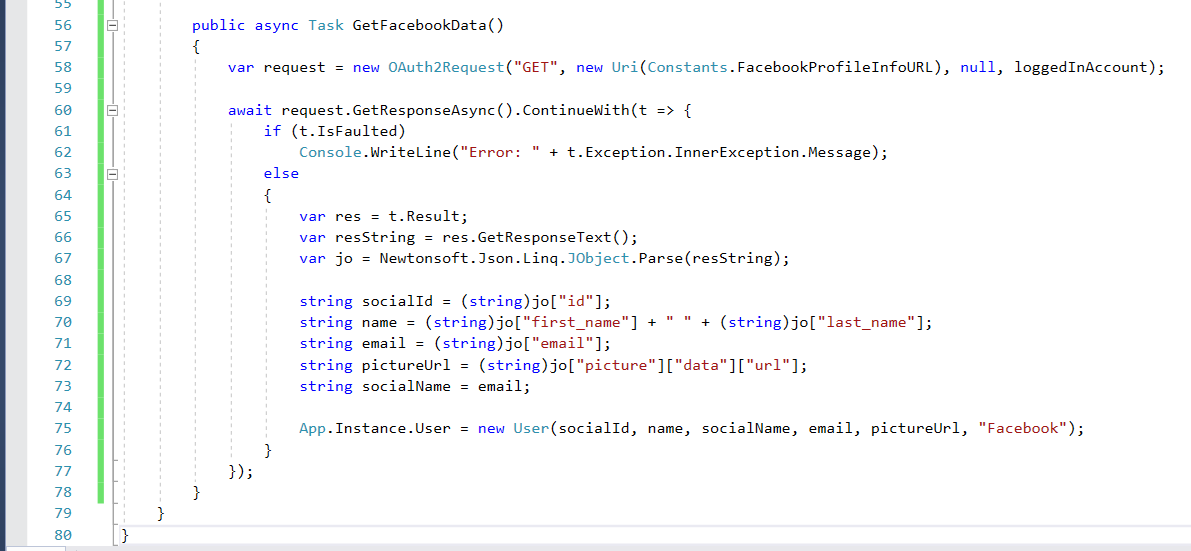 55
56 public async Task GetFacebookData()
57 {
58 var request = new OAuth2Request("GET", new Uri(Constants.FacebookProfileInfoURL), null, loggedInAccount);
59
60 await request.GetResponseAsync().ContinueWith(t => {
61 if (t.IsFaulted)
62 Console.WriteLine("Error: " + t.Exception.InnerException.Message);
63 else
64 {
65 var res = t.Result;
66 var resString = res.GetResponseText();
67 var jo = Newtonsoft.Json.Linq.JObject.Parse(resString);
68
69 string socialId = (string)jo["id"];
70 string name = (string)jo["first_name"] + " " + (string)jo["last_name"];
71 string email = (string)jo["email"];
72 string pictureUrl = (string)jo["picture"]["data"]["url"];
73 string socialName = email;
74
75 App.Instance.User = new User(socialId, name, socialName, email, pictureUrl, "Facebook");
76 }
77 });
78 }
79 }
80 }